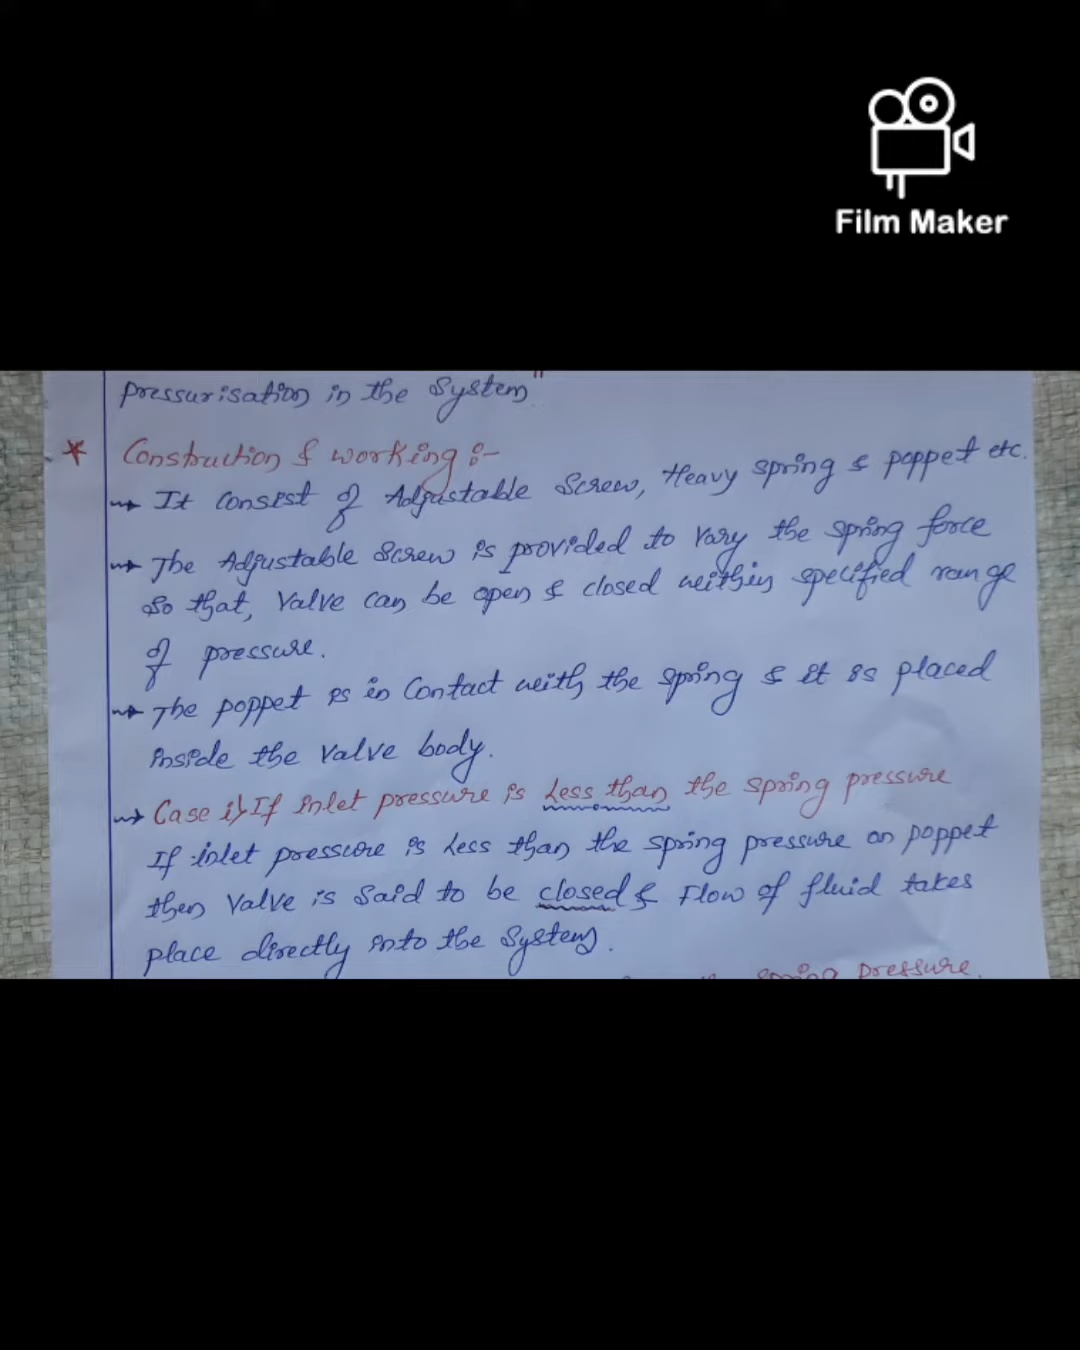 Film Maker
pressurisation in the System"
* Construction & working :-
→ It consist of Adjustable Screw, Heavy spring & poppet etc.
→ The Adjustable Screw is provided to vary the spring force
so that, valve can be open & closed within specified range
of pressure.
→ The poppet is in Contact with the spring & it is placed
inside the valve body.
→ Case i) If inlet pressure is Less than the spring pressure
If inlet pressure is Less than the spring pressure on poppet
then valve is said to be closed & Flow of fluid takes
place directly into the System.
spring pressure.